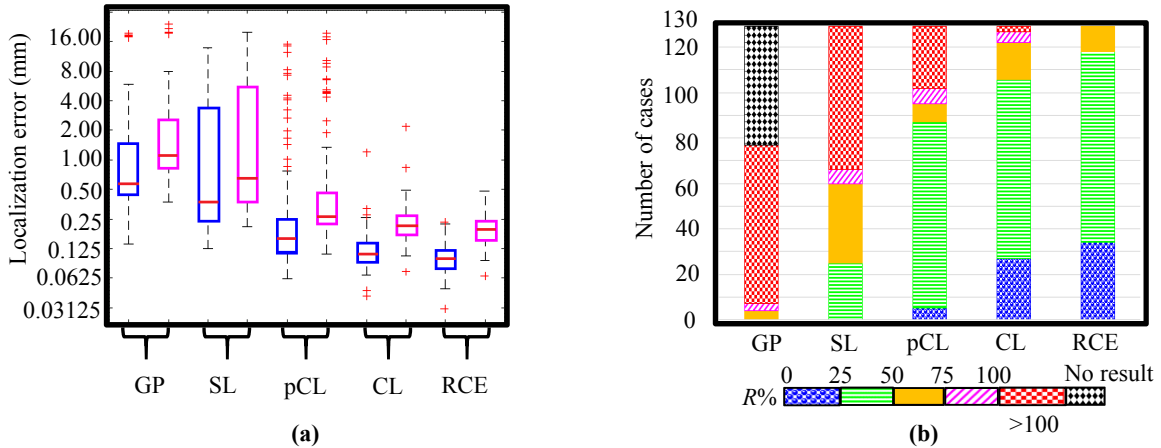 Localization error (mm)
16.00
8.00
4.00
2.00
1.00
0.50
0.25
0.125
0.0625
0.03125
GP SL pCL CL RCE
(a)
Number of cases
130
120
100
80
60
40
20
0
GP SL pCL CL RCE
0 25 50 75 100 No result
R%
>100
(b)